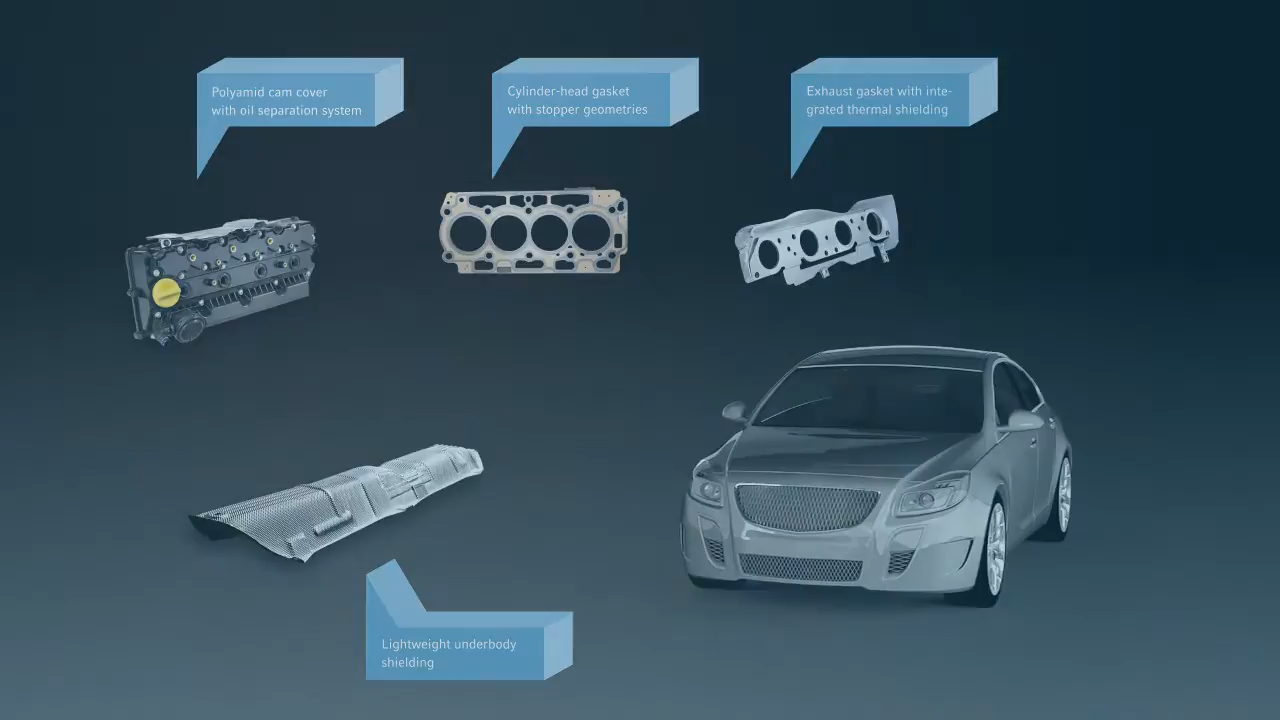 Polyamid cam cover
with oil separation system
Cylinder-head gasket
with stopper geometries
Exhaust gasket with inte-
grated thermal shielding
Lightweight underbody
shielding